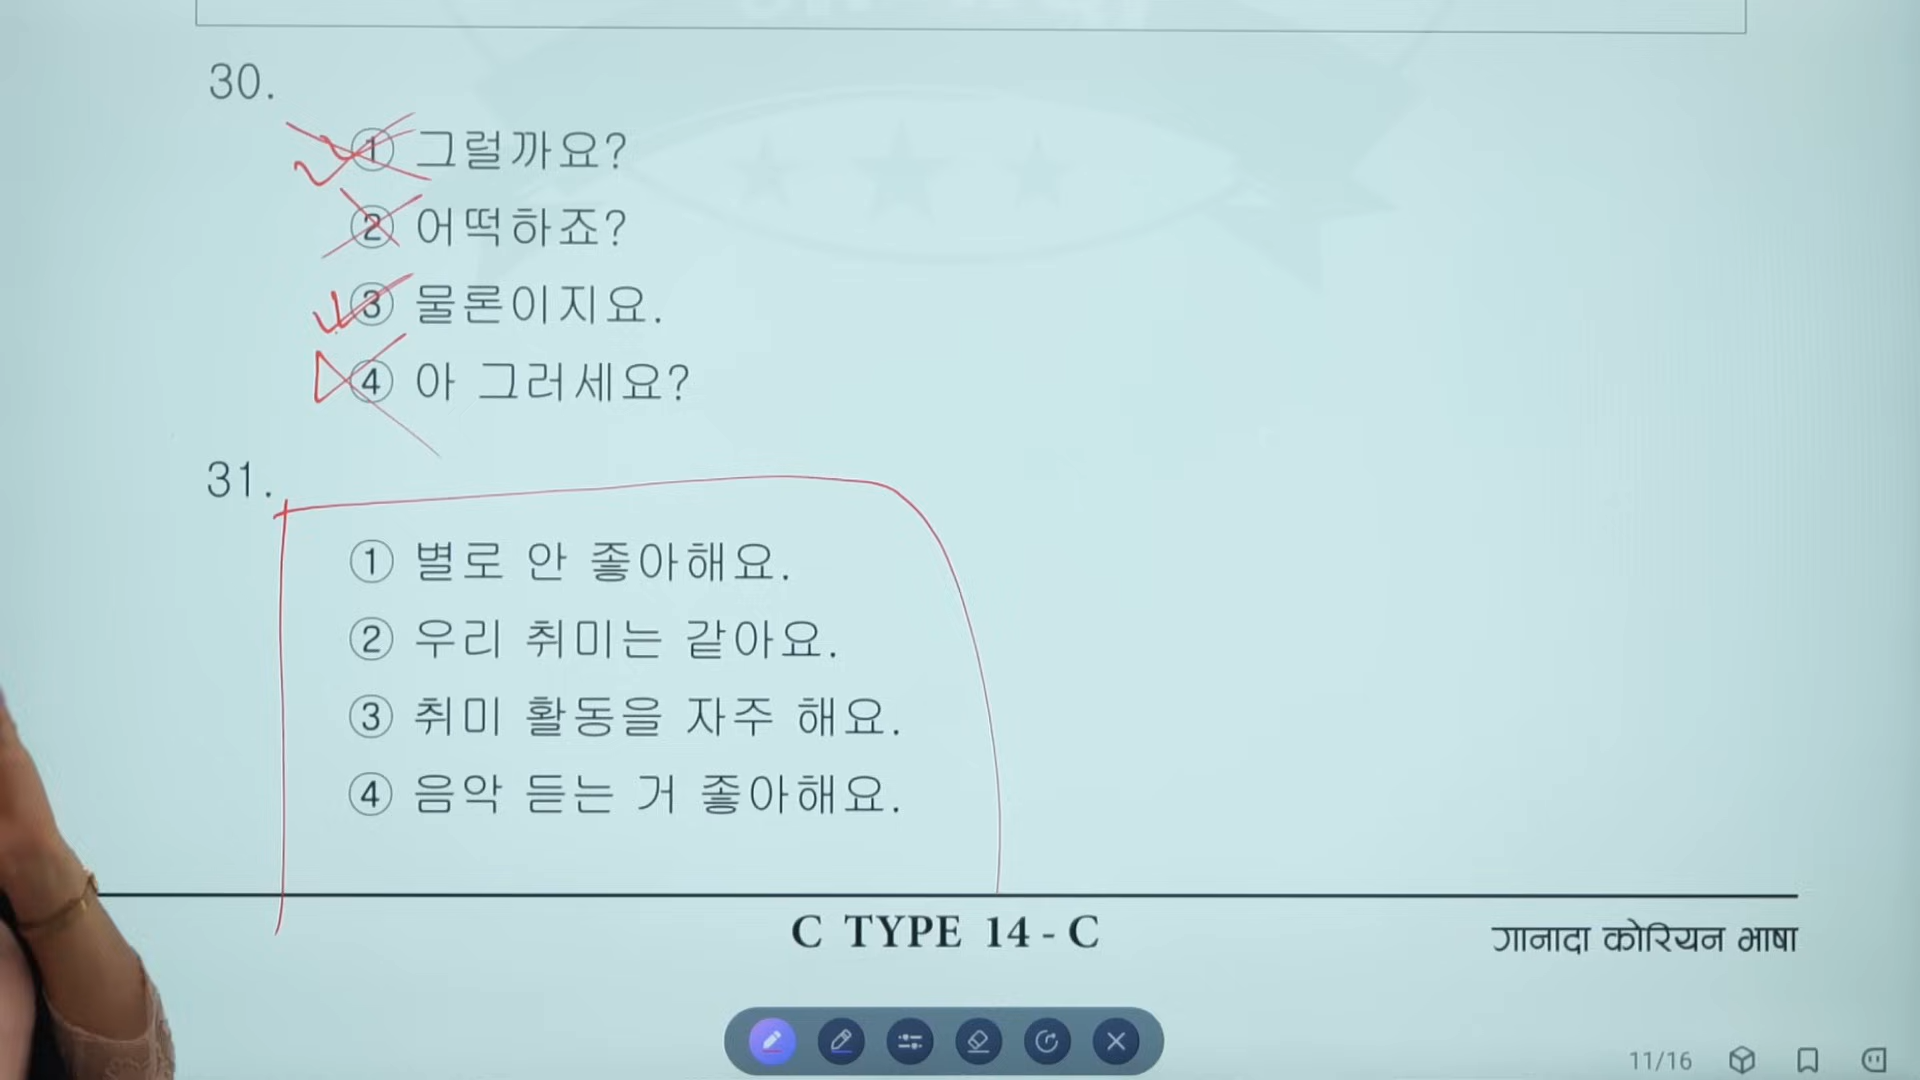 30.
① 그럴까요?
② 어떡하죠?
③ 물론이지요.
④ 아 그러세요?
31.
① 별로 안 좋아해요.
② 우리 취미는 같아요.
③ 취미 활동을 자주 해요.
④ 음악 듣는 거 좋아해요.
C TYPE 14 - C
गानादा कोरियन भाषा
11/16